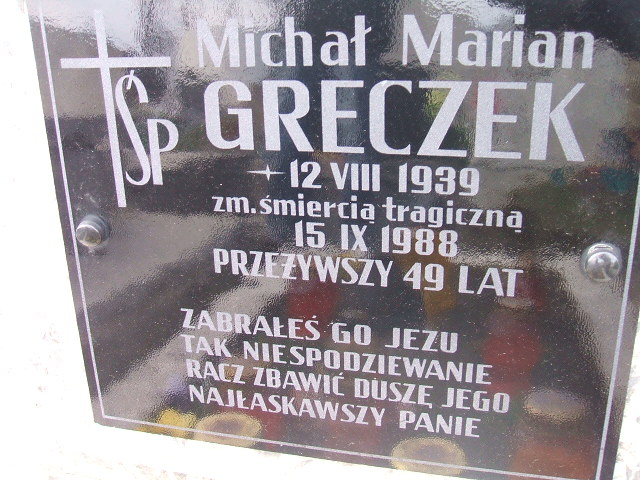 Michał Marian
ŚP GRECZEK
12 VIII 1939
zm. śmiercią tragiczną
15 IX 1988
PRZEŻYWSZY 49 LAT
ZABRAŁEŚ GO JEZU
TAK NIESPODZIEWANIE
RACZ ZBAWIĆ DUSZĘ JEGO
NAJŁASKAWSZY PANIE